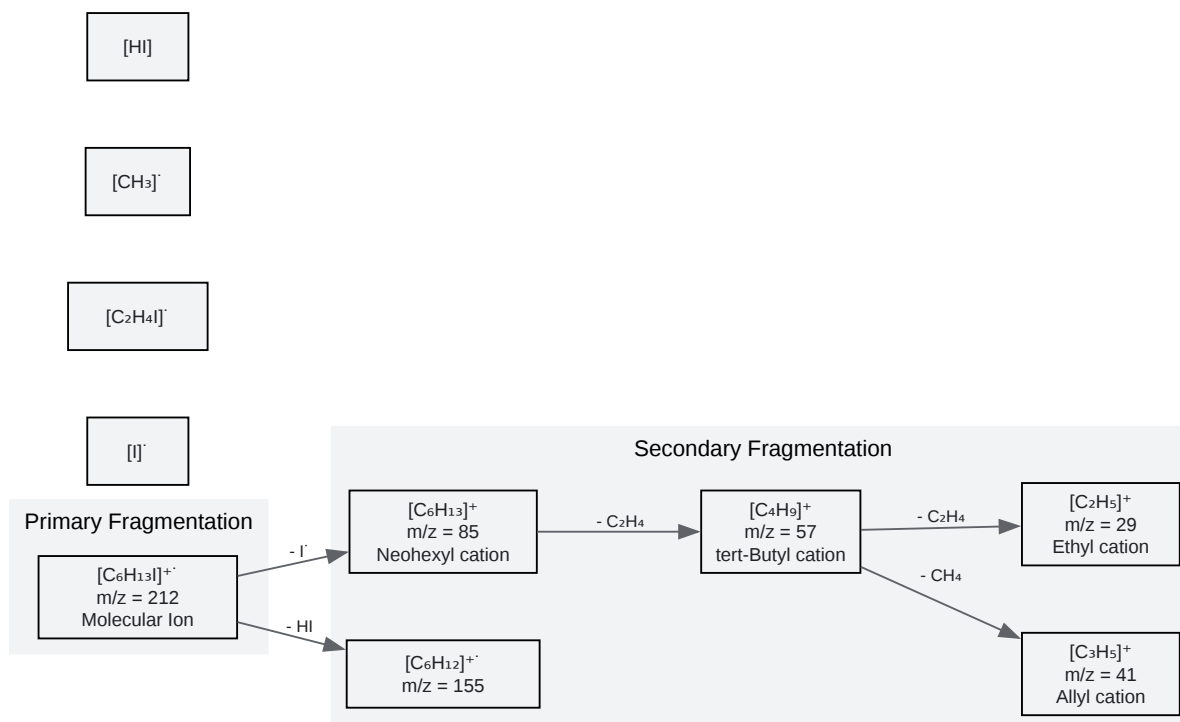 [HI]
[CH₃]˙
[C₂H₄I]˙
[I]˙
Primary Fragmentation
[C₆H₁₃I]⁺˙
m/z = 212
Molecular Ion
- I˙
- HI
Secondary Fragmentation
[C₆H₁₃]⁺
m/z = 85
Neohexyl cation
- C₂H₄
[C₄H₉]⁺
m/z = 57
tert-Butyl cation
- C₂H₄
- CH₄
[C₂H₅]⁺
m/z = 29
Ethyl cation
[C₆H₁₂]⁺˙
m/z = 155
[C₃H₅]⁺
m/z = 41
Allyl cation